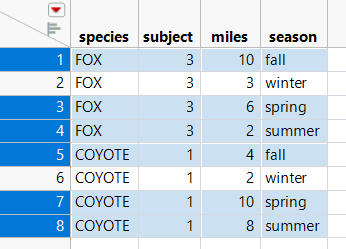 species subject miles season
1 FOX 3 10 fall
2 FOX 3 3 winter
3 FOX 3 6 spring
4 FOX 3 2 summer
5 COYOTE 1 4 fall
6 COYOTE 1 2 winter
7 COYOTE 1 10 spring
8 COYOTE 1 8 summer